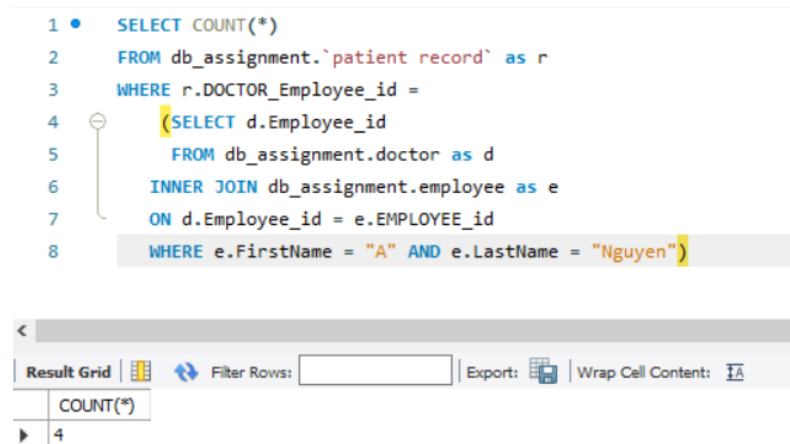 1 SELECT COUNT(*)
2 FROM db_assignment.`patient record` as r
3 WHERE r.DOCTOR_Employee_id =
4 (SELECT d.Employee_id
5 FROM db_assignment.doctor as d
6 INNER JOIN db_assignment.employee as e
7 ON d.Employee_id = e.EMPLOYEE_id
8 WHERE e.FirstName = "A" AND e.LastName = "Nguyen")
Result Grid Filter Rows: Export: Wrap Cell Content: IA
COUNT(*)
4